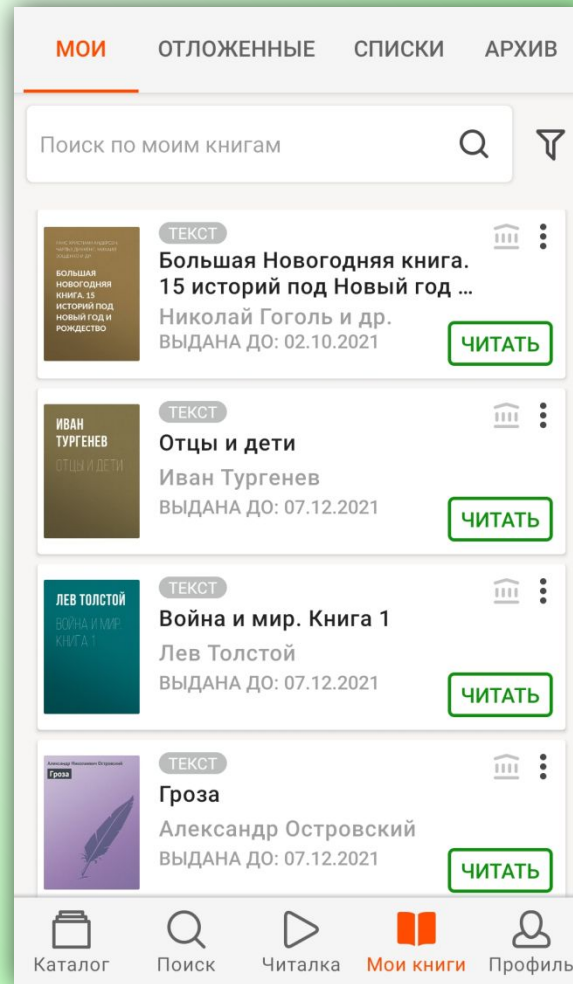 МОИ ОТЛОЖЕННЫЕ СПИСКИ АРХИВ
Поиск по моим книгам
БОЛЬШАЯ
НОВОГОДНЯЯ
КНИГА. 15
ИСТОРИЙ ПОД
НОВЫЙ ГОД И
РОЖДЕСТВО
ТЕКСТ
Большая Новогодняя книга.
15 историй под Новый год ...
Николай Гоголь и др.
ВЫДАНА ДО: 02.10.2021
ЧИТАТЬ
ИВАН
ТУРГЕНЕВ
ОТЦЫ И ДЕТИ
ТЕКСТ
Отцы и дети
Иван Тургенев
ВЫДАНА ДО: 07.12.2021
ЧИТАТЬ
ЛЕВ ТОЛСТОЙ
ВОЙНА И МИР.
КНИГА 1
ТЕКСТ
Война и мир. Книга 1
Лев Толстой
ВЫДАНА ДО: 07.12.2021
ЧИТАТЬ
Александр Николаевич Островский
Гроза
ТЕКСТ
Гроза
Александр Островский
ВЫДАНА ДО: 07.12.2021
ЧИТАТЬ
Каталог Поиск Читалка Мои книги Профиль